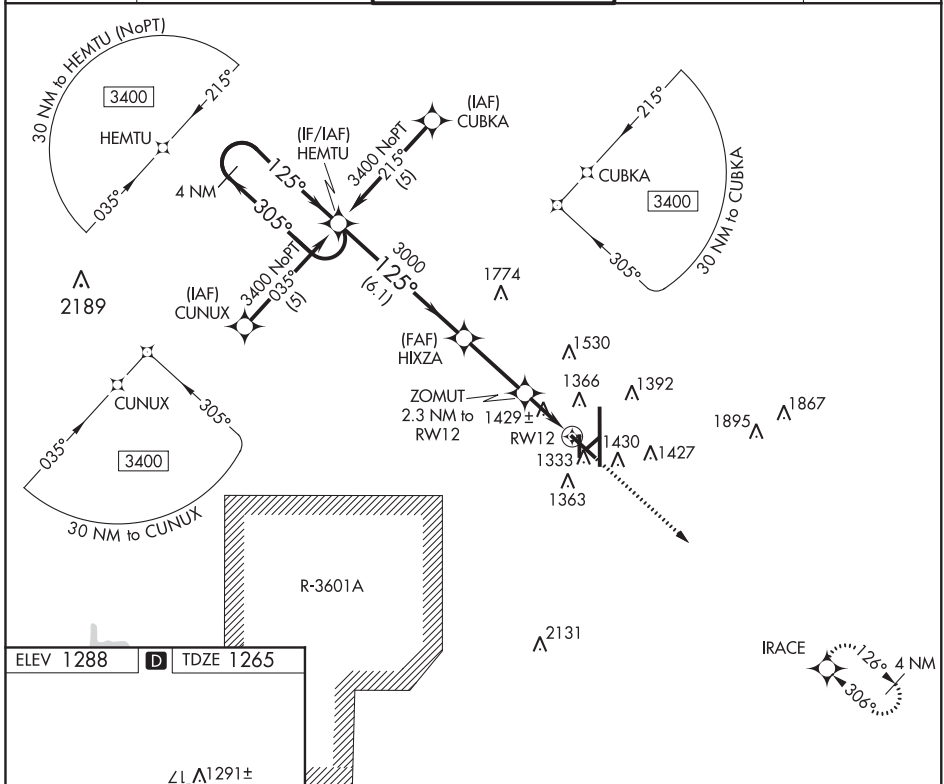 30 NM to HEMTU (NoPT)
3400
215°
HEMTU
035°
(IF/IAF)
HEMTU
(IAF)
CUBKA
3400 NoPT
215°
(5)
125°
4 NM
305°
215°
CUBKA
3400
305°
30 NM to CUBKA
2189
(IAF)
CUNUX
3400 NoPT
035°
(5)
3000
125°
(6.1)
1774
(FAF)
HIXZA
1530
1366
1392
ZOMUT
2.3 NM to
RW12
1429±
RW12
1895
1867
1430
1427
1333
1363
CUNUX
305°
035°
3400
30 NM to CUNUX
R-3601A
2131
IRACE
126°
4 NM
306°
ELEV 1288
D
TDZE 1265
17
1291±